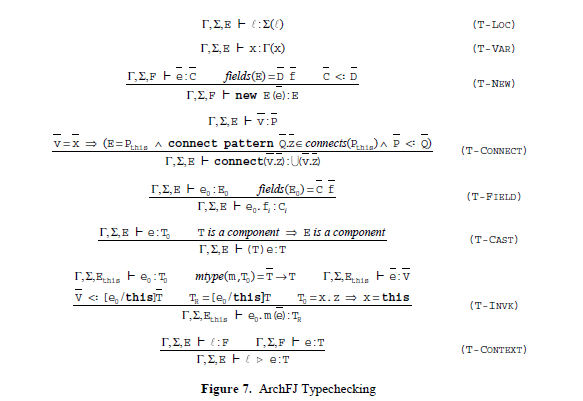 Γ,Σ,E ⊢ ℓ:Σ(ℓ) (T-LOC)
Γ,Σ,E ⊢ x:Γ(x) (T-VAR)
Γ,Σ,F ⊢ e̅:C̅ fields(E)=D̅ f̅ C̅ <: D̅
Γ,Σ,F ⊢ new E(e̅):E (T-NEW)
Γ,Σ,E ⊢ v̅:P̅
v̅=x̅ ⇒ (E=P_this ∧ connect pattern Q̅.z̅∈ connects(P_this)∧ P̅ <: Q̅)
Γ,Σ,E ⊢ connect(v̅.z̅):⋃(v̅.z̅) (T-CONNECT)
Γ,Σ,E ⊢ e₀:E₀ fields(E₀)=C̅ f̅
Γ,Σ,E ⊢ e₀.fᵢ:Cᵢ (T-FIELD)
Γ,Σ,E ⊢ e:T₀ T is a component ⇒ E is a component
Γ,Σ,E ⊢ (T)e:T (T-CAST)
Γ,Σ,E_this ⊢ e₀:T₀ mtype(m,T₀)=T̅→T Γ,Σ,E_this ⊢ e̅:V̅
V̅ <: [e₀/this]T̅ T_R=[e₀/this]T T₀=x.z ⇒ x=this
Γ,Σ,E_this ⊢ e₀.m(e̅):T_R (T-INVK)
Γ,Σ,E ⊢ ℓ:F Γ,Σ,F ⊢ e:T
Γ,Σ,E ⊢ ℓ ▷ e:T (T-CONTEXT)
Figure 7. ArchFJ Typechecking